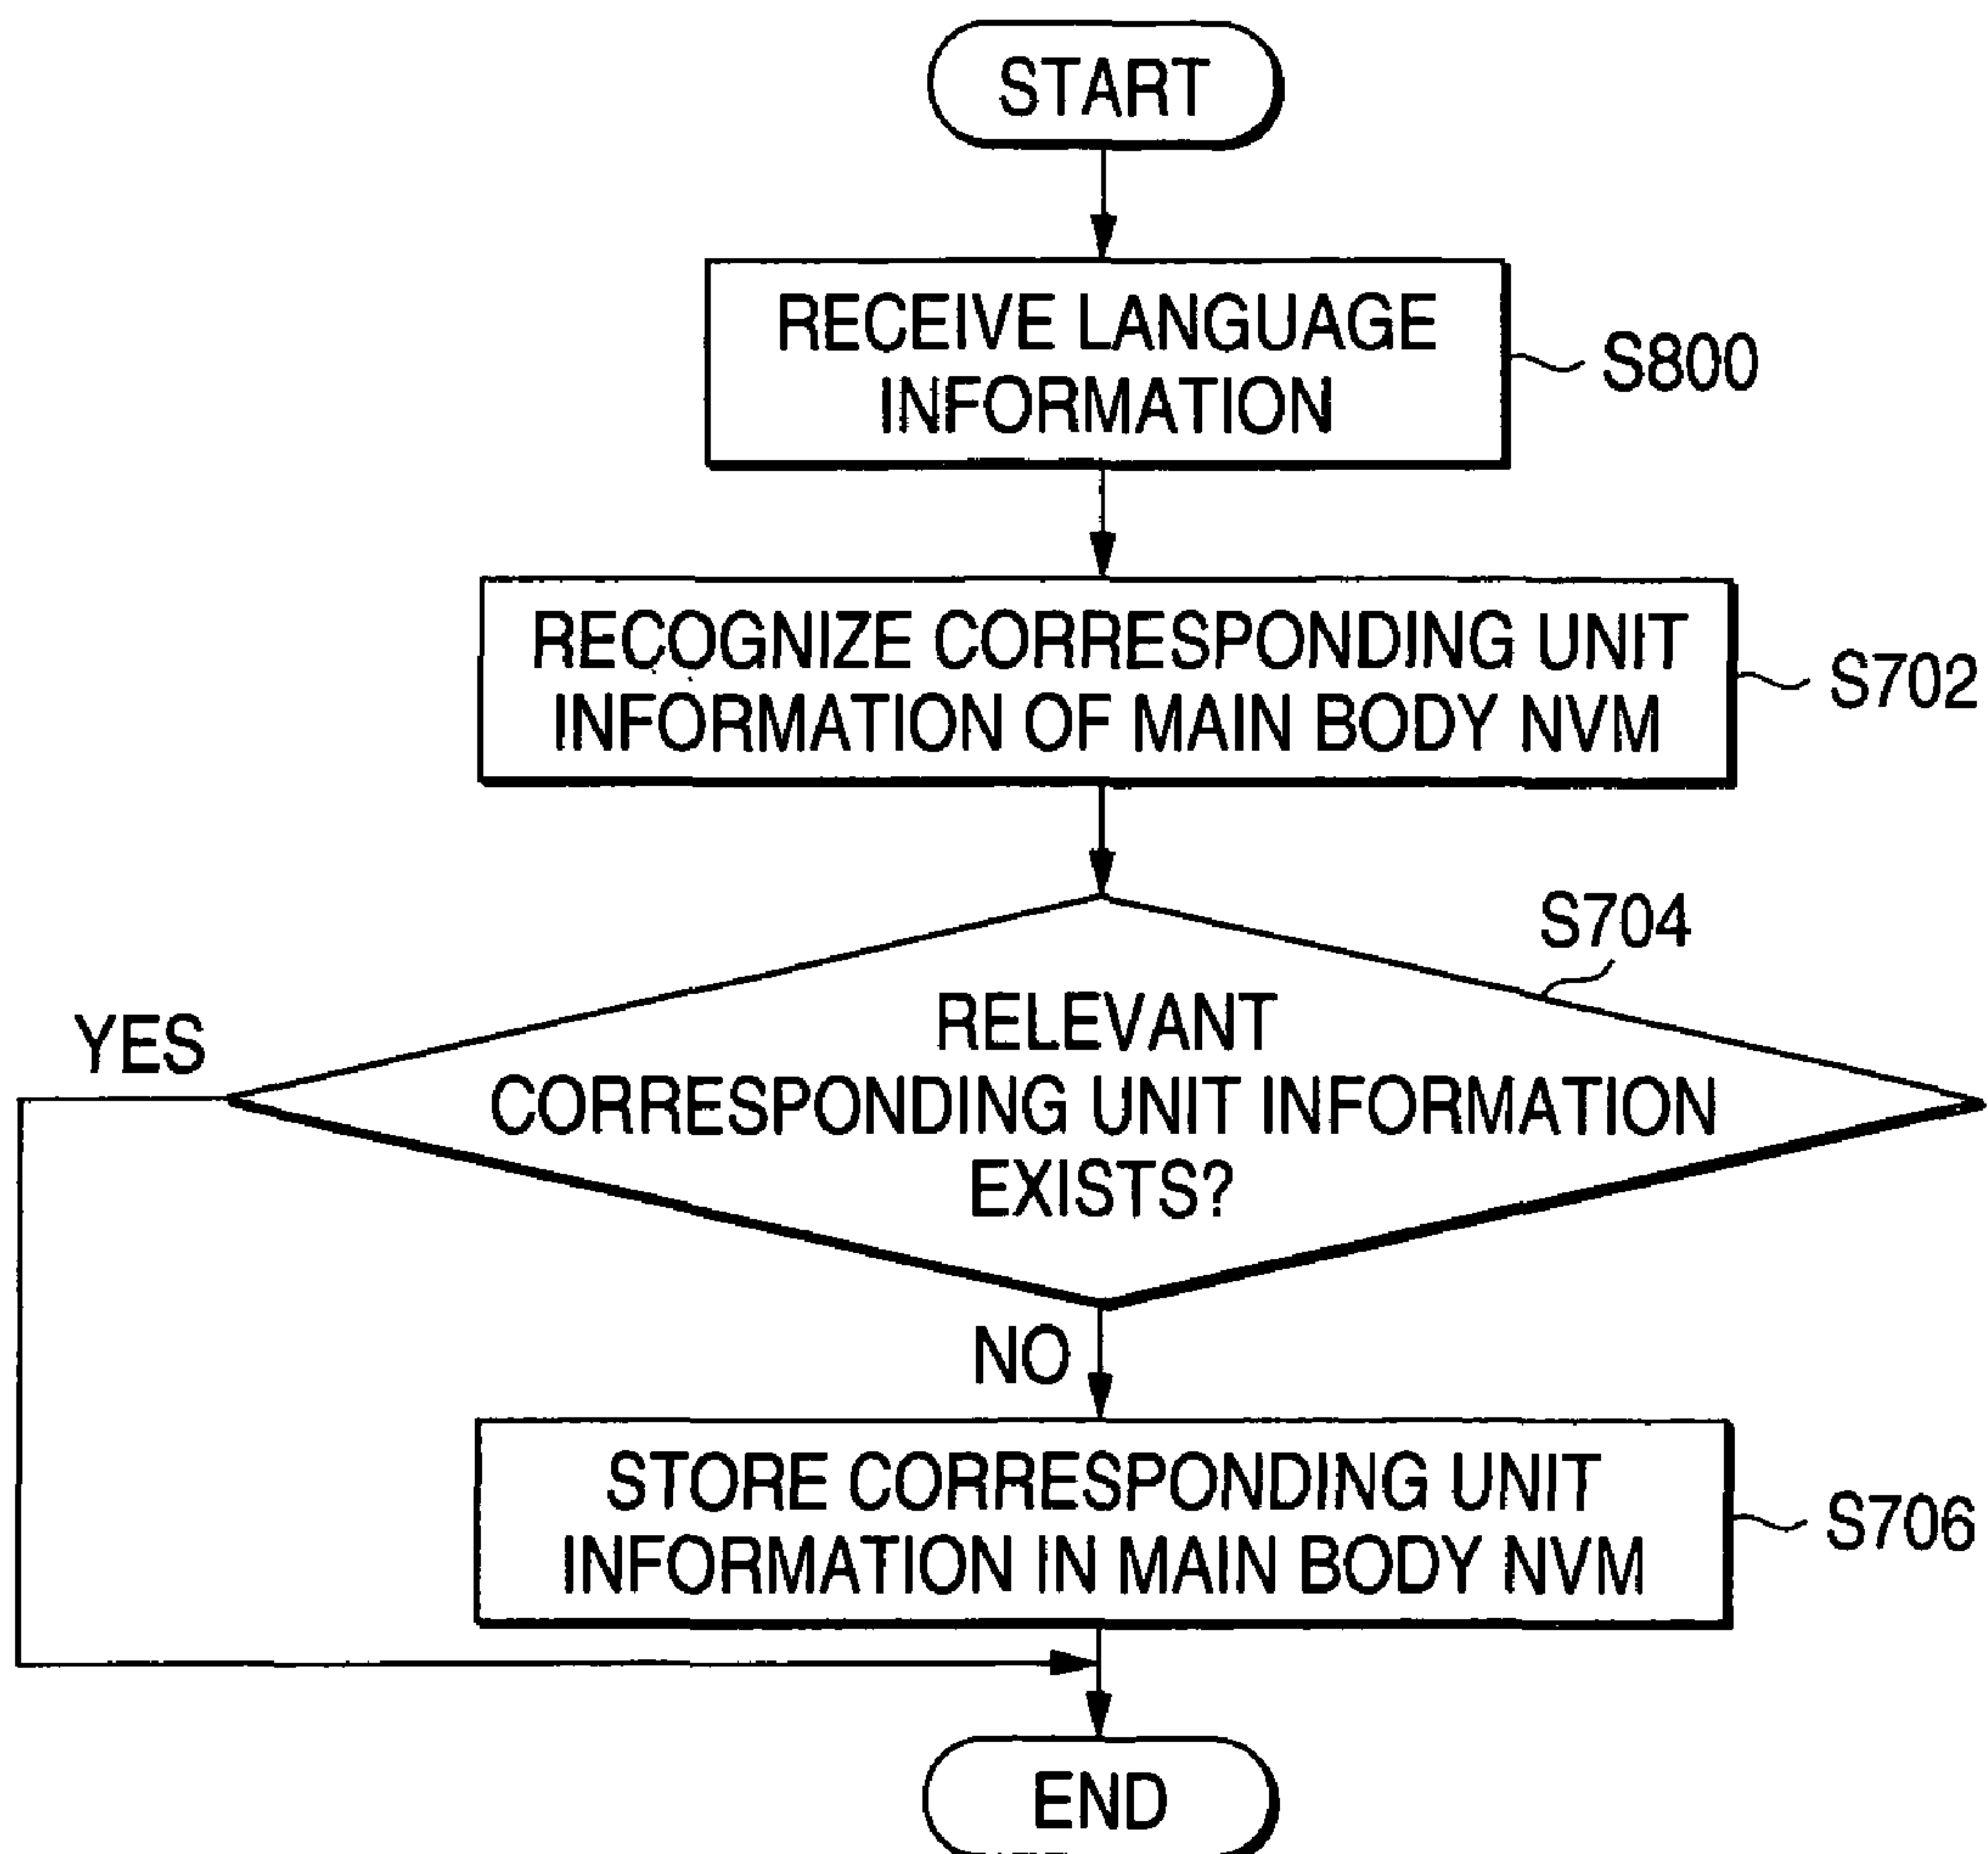 START
RECEIVE LANGUAGE
INFORMATION
S800
RECOGNIZE CORRESPONDING UNIT
INFORMATION OF MAIN BODY NVM
S702
S704
YES
RELEVANT
CORRESPONDING UNIT INFORMATION
EXISTS?
NO
STORE CORRESPONDING UNIT
INFORMATION IN MAIN BODY NVM
S706
END